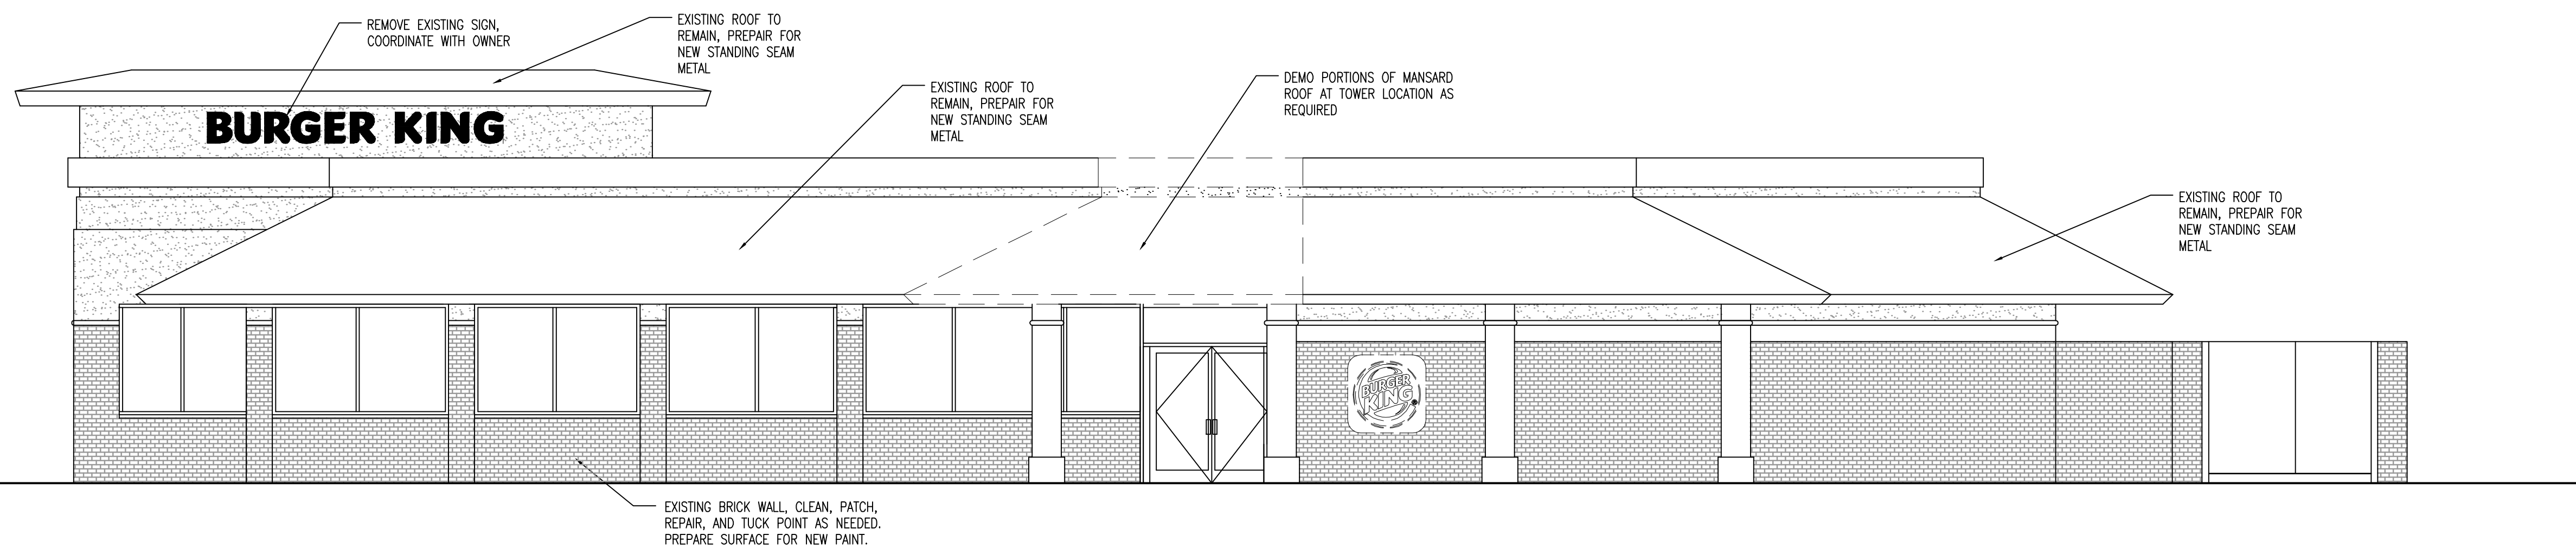 REMOVE EXISTING SIGN,
COORDINATE WITH OWNER
EXISTING ROOF TO
REMAIN, PREPAIR FOR
NEW STANDING SEAM
METAL
EXISTING ROOF TO
REMAIN, PREPAIR FOR
NEW STANDING SEAM
METAL
DEMO PORTIONS OF MANSARD
ROOF AT TOWER LOCATION AS
REQUIRED
BURGER KING
EXISTING ROOF TO
REMAIN, PREPAIR FOR
NEW STANDING SEAM
METAL
BURGER
KING®
EXISTING BRICK WALL, CLEAN, PATCH,
REPAIR, AND TUCK POINT AS NEEDED.
PREPARE SURFACE FOR NEW PAINT.